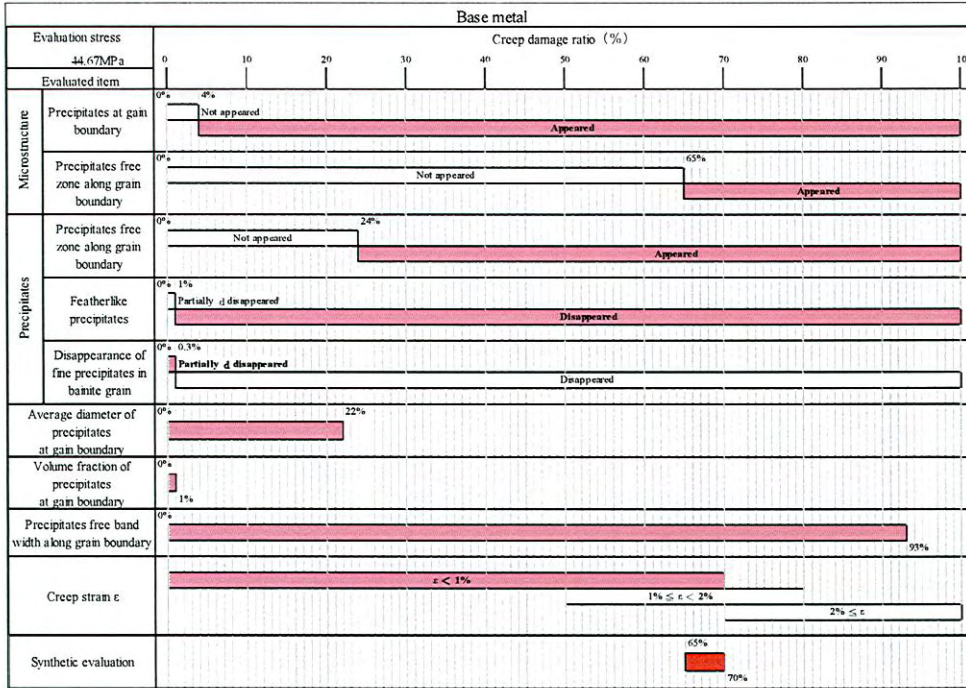 Base metal
Evaluation stress
44.67MPa
Creep damage ratio (%)
0 10 20 30 40 50 60 70 80 90 100
Evaluated item
Microstructure
Precipitates at gain
boundary
0% 4%
Not appeared
Appeared
Precipitates free
zone along grain
boundary
0% 65%
Not appeared
Appeared
Precipitates
Precipitates free
zone along grain
boundary
0% 24%
Not appeared
Appeared
Featherlike
precipitates
0% 1%
Partially d disappeared
Disappeared
Disappearance of
fine precipitates in
bainite grain
0% 0.3%
Partially d disappeared
Disappeared
Average diameter of
precipitates
at gain boundary
0% 22%
Volume fraction of
precipitates
at gain boundary
0%
1%
Precipitates free band
width along grain boundary
0%
93%
Creep strain ε
ε < 1%
1% ≤ ε < 2%
2% ≤ ε
Synthetic evaluation
65%
70%